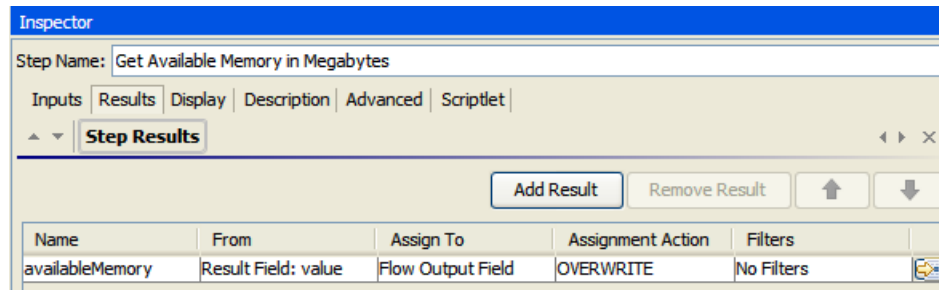 Inspector
Step Name: Get Available Memory in Megabytes
Inputs Results Display Description Advanced Scriptlet
Step Results
Add Result Remove Result
Name From Assign To Assignment Action Filters
availableMemory Result Field: value Flow Output Field OVERWRITE No Filters